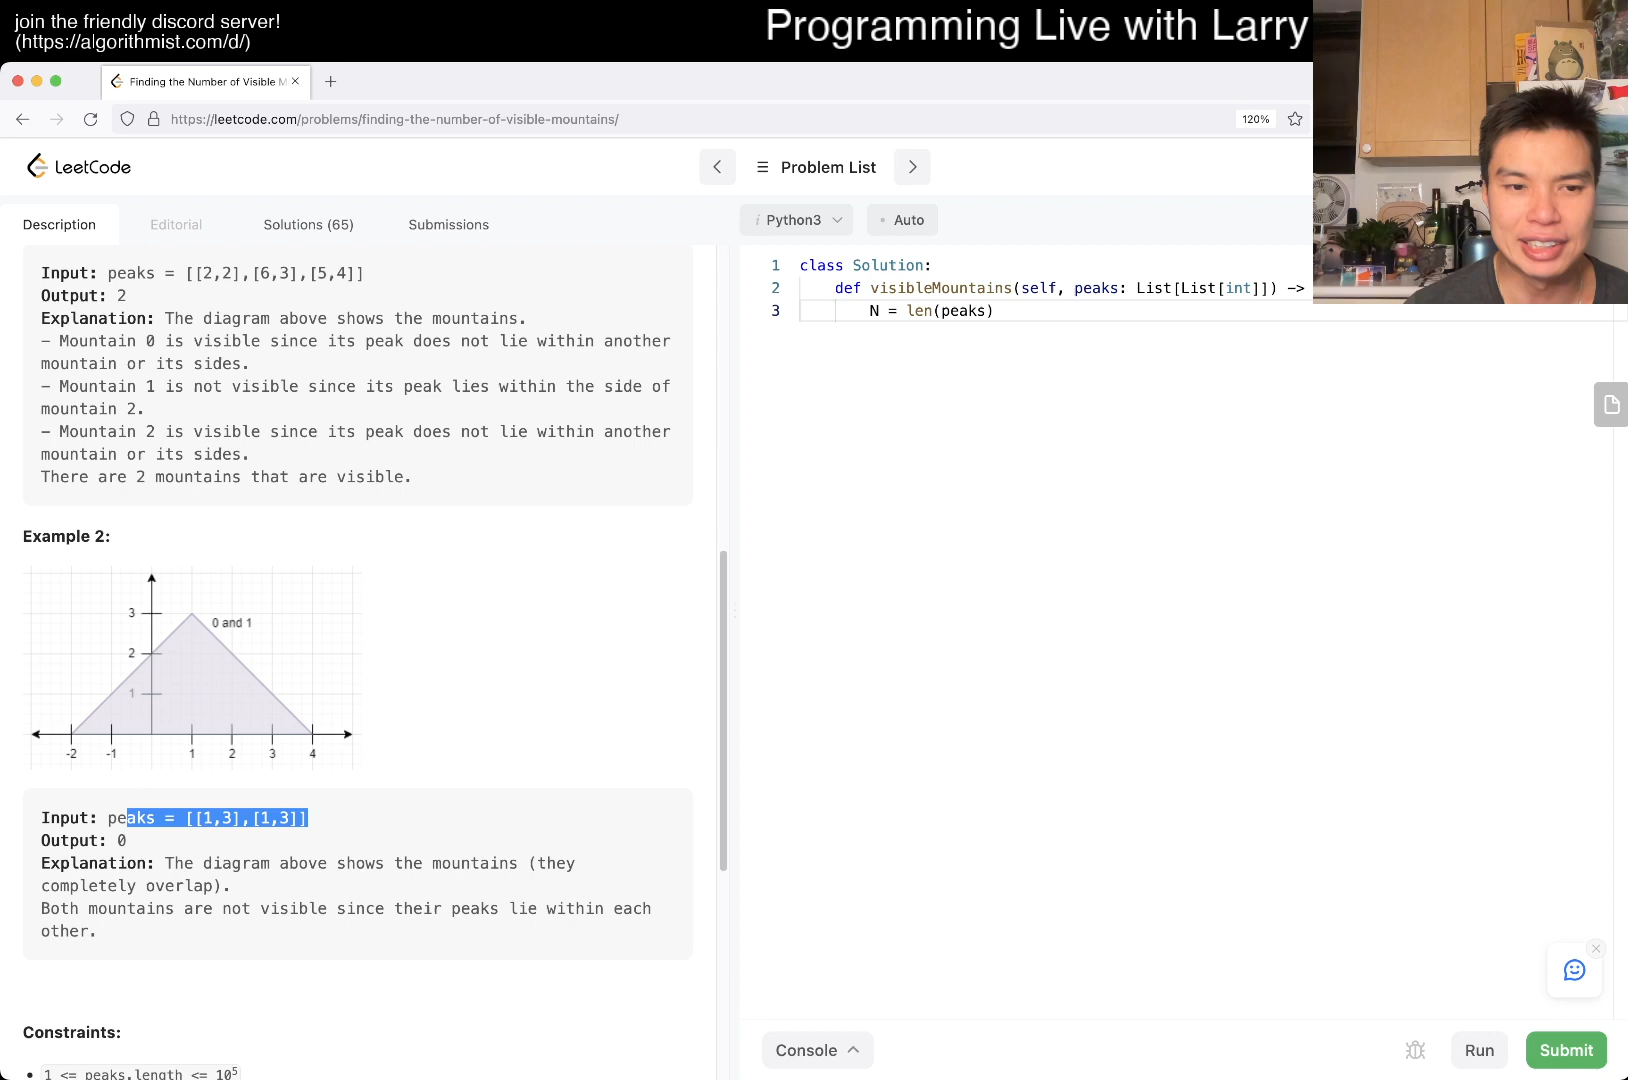 join the friendly discord server!
(https://algorithmist.com/d/)
Programming Live with Larry
Finding the Number of Visible M
https://leetcode.com/problems/finding-the-number-of-visible-mountains/
120%
LeetCode
Problem List
Description
Editorial
Solutions (65)
Submissions
i Python3
• Auto
Input: peaks = [[2,2],[6,3],[5,4]]
Output: 2
Explanation: The diagram above shows the mountains.
- Mountain 0 is visible since its peak does not lie within another
mountain or its sides.
- Mountain 1 is not visible since its peak lies within the side of
mountain 2.
- Mountain 2 is visible since its peak does not lie within another
mountain or its sides.
There are 2 mountains that are visible.
Example 2:
3
0 and 1
2
1
-2 -1 1 2 3 4
Input: peaks = [[1,3],[1,3]]
Output: 0
Explanation: The diagram above shows the mountains (they
completely overlap).
Both mountains are not visible since their peaks lie within each
other.
Constraints:
• 1 <= peaks.length <= 10⁵
1 class Solution:
2 def visibleMountains(self, peaks: List[List[int]]) ->
3 N = len(peaks)
Console
Run
Submit